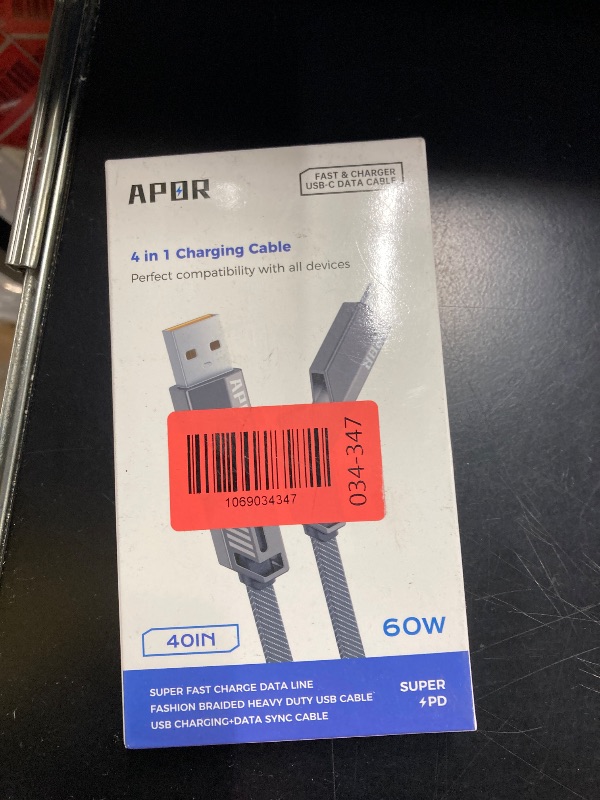 APOR
FAST & CHARGER
USB-C DATA CABLE
4 in 1 Charging Cable
Perfect compatibility with all devices
APOR
1069034347
034-347
40IN
60W
SUPER FAST CHARGE DATA LINE
FASHION BRAIDED HEAVY DUTY USB CABLE
USB CHARGING+DATA SYNC CABLE
SUPER
PD